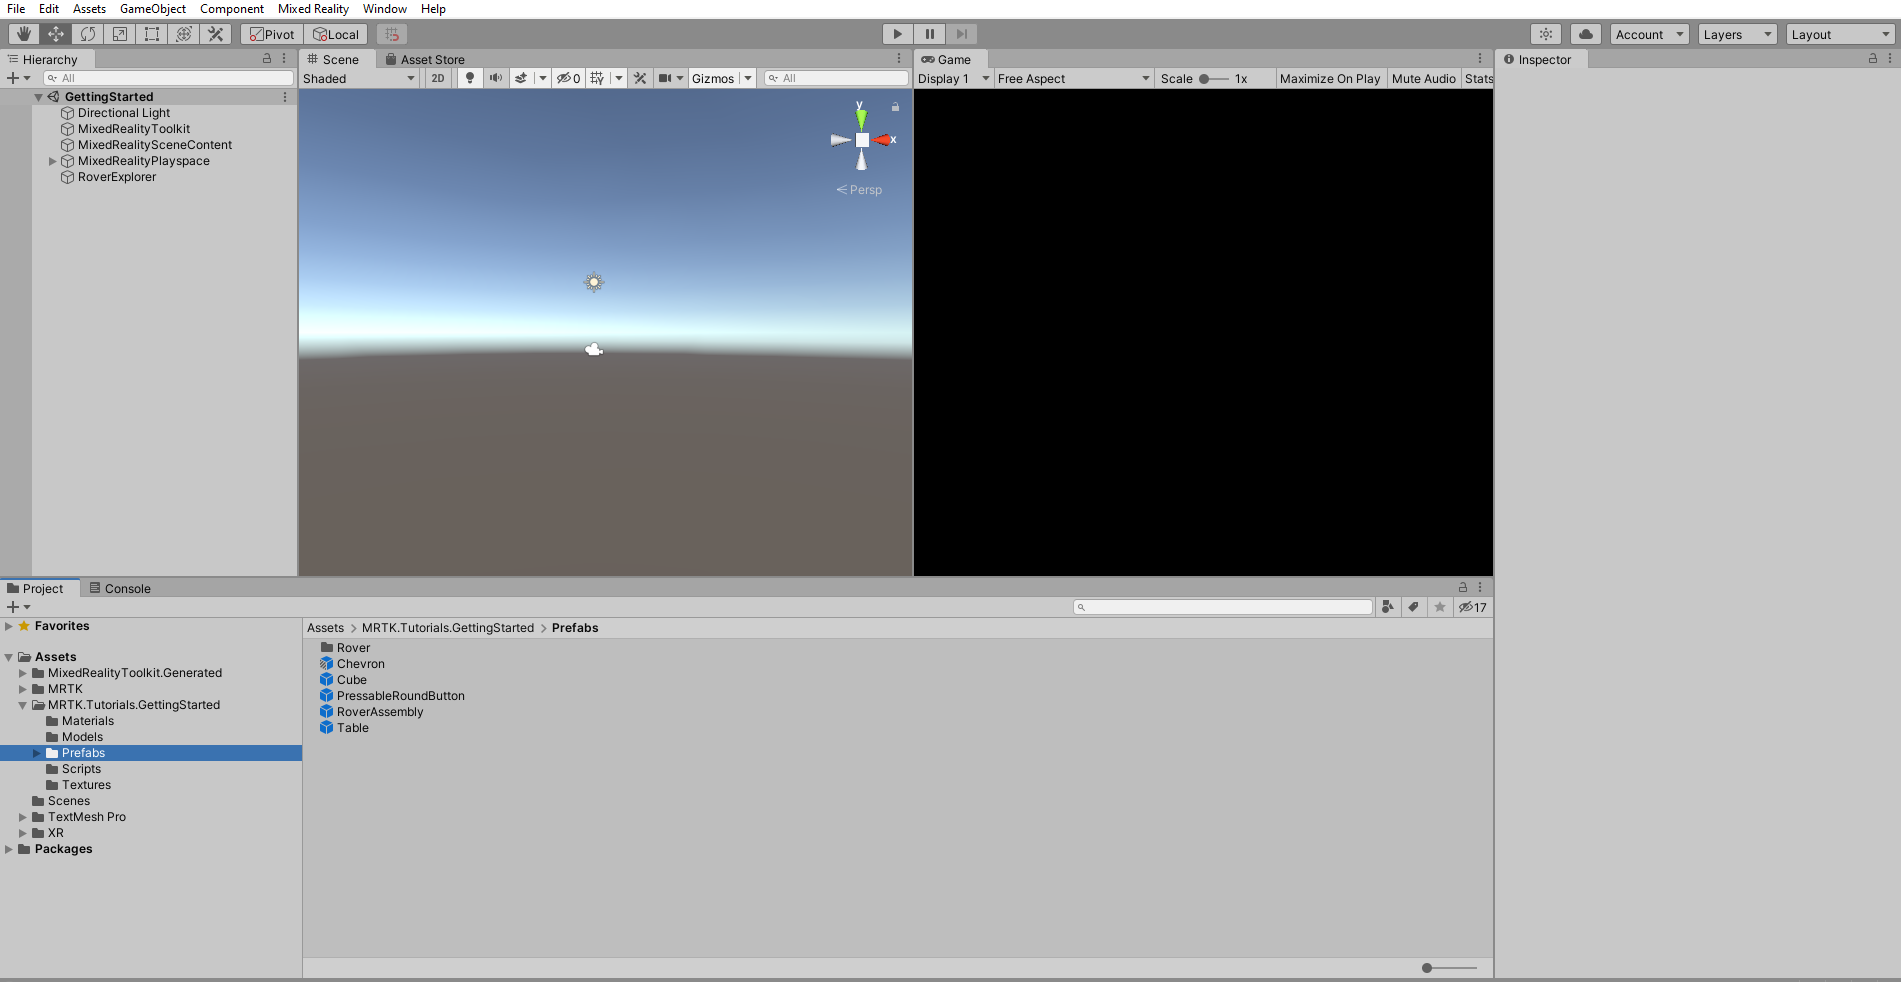 File Edit Assets GameObject Component Mixed Reality Window Help
Pivot Local Account Layers Layout
Hierarchy
All
GettingStarted
Directional Light
MixedRealityToolkit
MixedRealitySceneContent
MixedRealityPlayspace
RoverExplorer
Scene Asset Store
Shaded 2D 0 Gizmos All
y
x
Persp
Game
Display 1 Free Aspect Scale 1x Maximize On Play Mute Audio Stats
Inspector
Project Console
17
Favorites
Assets
MixedRealityToolkit.Generated
MRTK
MRTK.Tutorials.GettingStarted
Materials
Models
Prefabs
Scripts
Textures
Scenes
TextMesh Pro
XR
Packages
Assets > MRTK.Tutorials.GettingStarted > Prefabs
Rover
Chevron
Cube
PressableRoundButton
RoverAssembly
Table